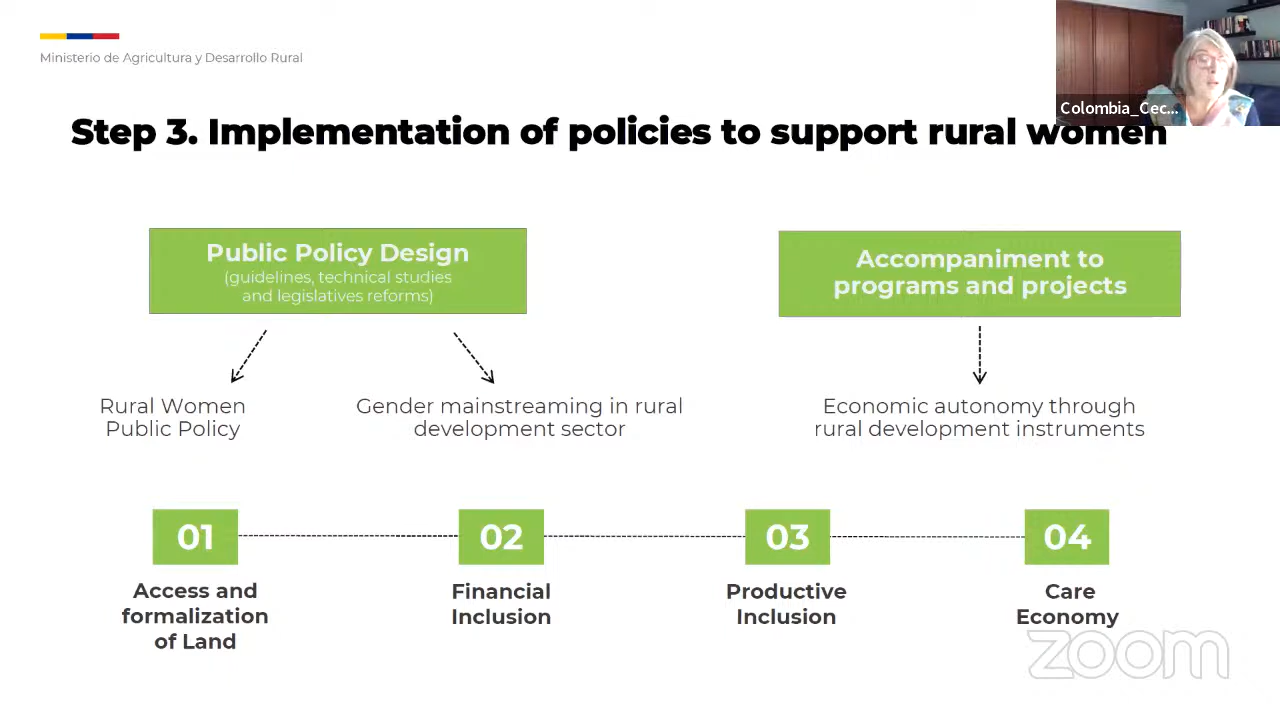 Ministerio de Agricultura y Desarrollo Rural
Colombia_Cec...
Step 3. Implementation of policies to support rural women
Public Policy Design
(guidelines, technical studies
and legislatives reforms)
Accompaniment to
programs and projects
Rural Women
Public Policy
Gender mainstreaming in rural
development sector
Economic autonomy through
rural development instruments
01
Access and
formalization
of Land
02
Financial
Inclusion
03
Productive
Inclusion
04
Care
Economy
zoom